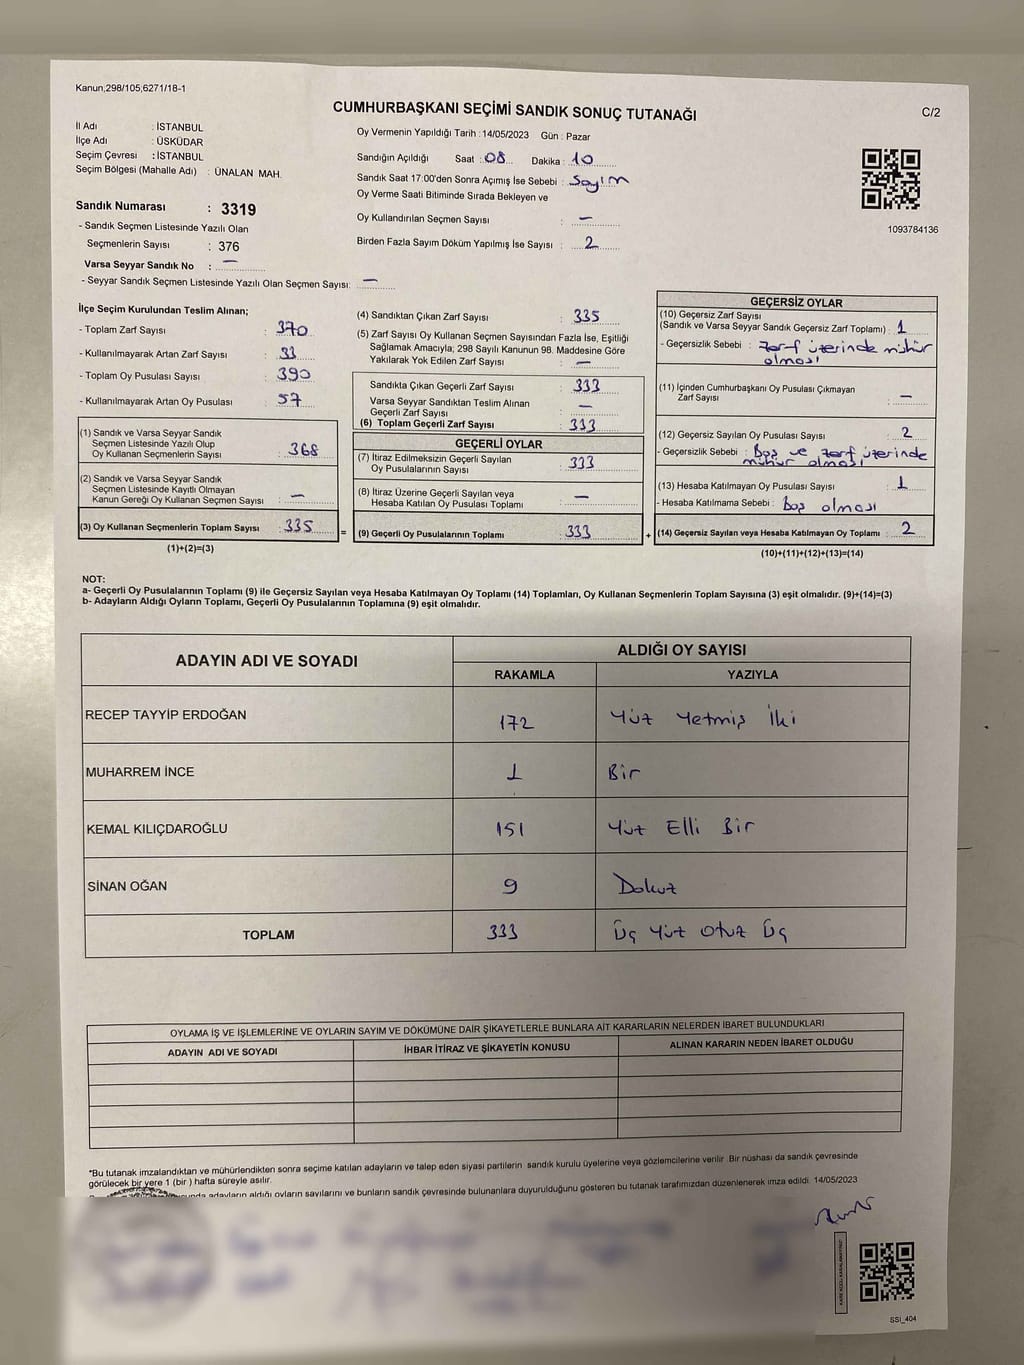 Kanun;298/105,6271/18-1
CUMHURBAŞKANI SEÇİMİ SANDIK SONUÇ TUTANAĞI
C/2
İl Adı : İSTANBUL
İlçe Adı : ÜSKÜDAR
Seçim Çevresi : İSTANBUL
Seçim Bölgesi (Mahalle Adı) : ÜNALAN MAH.
Sandık Numarası : 3319
- Sandık Seçmen Listesinde Yazılı Olan
Seçmenlerin Sayısı : 376
Varsa Seyyar Sandık No : —
- Seyyar Sandık Seçmen Listesinde Yazılı Olan Seçmen Sayısı: —
Oy Vermenin Yapıldığı Tarih : 14/05/2023 Gün : Pazar
Sandığın Açıldığı Saat : 08 Dakika : 10
Sandık Saat 17:00'den Sonra Açımış İse Sebebi : Sayım
Oy Verme Saati Bitiminde Sırada Bekleyen ve
Oy Kullandırılan Seçmen Sayısı : —
Birden Fazla Sayım Döküm Yapılmış İse Sayısı : 2
1093784136
İlçe Seçim Kurulundan Teslim Alınan;
- Toplam Zarf Sayısı : 370
- Kullanılmayarak Artan Zarf Sayısı : 33
- Toplam Oy Pusulası Sayısı : 390
- Kullanılmayarak Artan Oy Pusulası : 57
(1) Sandık ve Varsa Seyyar Sandık
Seçmen Listesinde Yazılı Olup
Oy Kullanan Seçmenlerin Sayısı : 368
(2) Sandık ve Varsa Seyyar Sandık
Seçmen Listesinde Kayıtlı Olmayan
Kanun Gereği Oy Kullanan Seçmen Sayısı : —
(3) Oy Kullanan Seçmenlerin Toplam Sayısı : 335 =
(1)+(2)=(3)
(4) Sandıktan Çıkan Zarf Sayısı : 335
(5) Zarf Sayısı Oy Kullanan Seçmen Sayısından Fazla İse, Eşitliği
Sağlamak Amacıyla; 298 Sayılı Kanunun 98. Maddesine Göre
Yakılarak Yok Edilen Zarf Sayısı : —
Sandıkta Çıkan Geçerli Zarf Sayısı : 333
Varsa Seyyar Sandıktan Teslim Alınan
Geçerli Zarf Sayısı : —
(6) Toplam Geçerli Zarf Sayısı : 333
GEÇERLİ OYLAR
(7) İtiraz Edilmeksizin Geçerli Sayılan
Oy Pusulalarının Sayısı : 333
(8) İtiraz Üzerine Geçerli Sayılan veya
Hesaba Katılan Oy Pusulası Toplamı : —
(9) Geçerli Oy Pusulalarının Toplamı : 333 +
GEÇERSİZ OYLAR
(10) Geçersiz Zarf Sayısı
(Sandık ve Varsa Seyyar Sandık Geçersiz Zarf Toplamı) : 1
- Geçersizlik Sebebi : zarf üzerinde mühür
olması
(11) İçinden Cumhurbaşkanı Oy Pusulası Çıkmayan
Zarf Sayısı : —
(12) Geçersiz Sayılan Oy Pusulası Sayısı : 2
- Geçersizlik Sebebi : Boş ve zarf üzerinde
mühür olması
(13) Hesaba Katılmayan Oy Pusulası Sayısı : 1
- Hesaba Katılmama Sebebi : boş olması
(14) Geçersiz Sayılan veya Hesaba Katılmayan Oy Toplamı : 2
(10)+(11)+(12)+(13)=(14)
NOT:
a- Geçerli Oy Pusulalarının Toplamı (9) ile Geçersiz Sayılan veya Hesaba Katılmayan Oy Toplamı (14) Toplamları, Oy Kullanan Seçmenlerin Toplam Sayısına (3) eşit olmalıdır. (9)+(14)=(3)
b- Adayların Aldığı Oyların Toplamı, Geçerli Oy Pusulalarının Toplamına (9) eşit olmalıdır.
ADAYIN ADI VE SOYADI
ALDIĞI OY SAYISI
RAKAMLA YAZIYLA
RECEP TAYYİP ERDOĞAN 172 Yüz Yetmiş İki
MUHARREM İNCE 1 Bir
KEMAL KILIÇDAROĞLU 151 Yüz Elli Bir
SİNAN OĞAN 9 Dokuz
TOPLAM 333 Üç Yüz Otuz Üç
OYLAMA İŞ VE İŞLEMLERİNE VE OYLARIN SAYIM VE DÖKÜMÜNE DAİR ŞİKAYETLERLE BUNLARA AİT KARARLARIN NELERDEN İBARET BULUNDUKLARI
ADAYIN ADI VE SOYADI İHBAR İTİRAZ VE ŞİKAYETİN KONUSU ALINAN KARARIN NEDEN İBARET OLDUĞU
*Bu tutanak imzalandıktan ve mühürlendikten sonra seçime katılan adayların ve talep eden siyasi partilerin sandık kurulu üyelerine veya gözlemcilerine verilir. Bir nüshası da sandık çevresinde
görülecek bir yere 1 (bir ) hafta süreyle asılır.
adayların aldığı oyların sayılarını ve bunların sandık çevresinde bulunanlara duyurulduğunu gösteren bu tutanak tarafımızdan düzenlenerek imza edildi. 14/05/2023
SSI_404